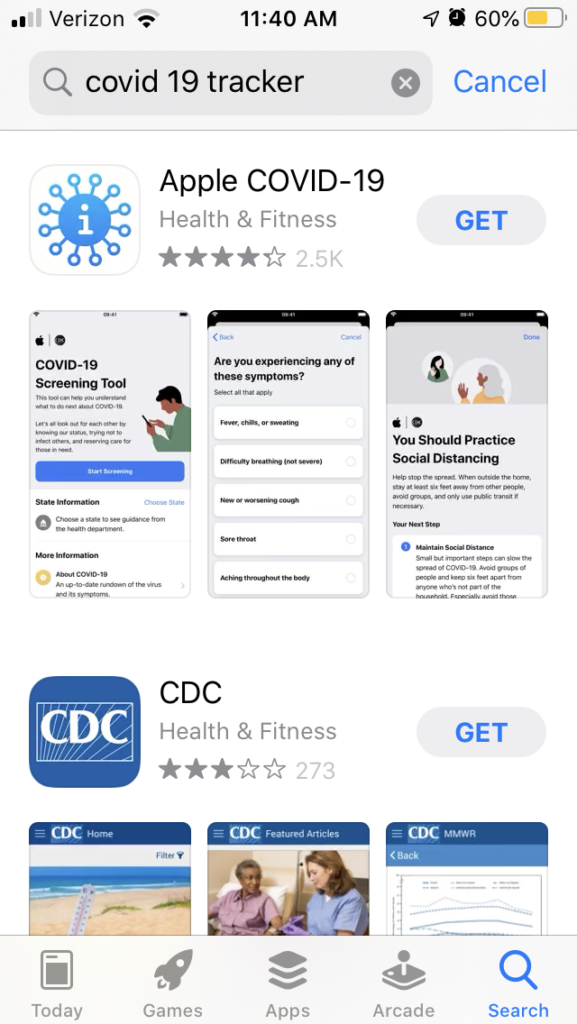 Verizon
11:40 AM
60%
covid 19 tracker
Cancel
Apple COVID-19
Health & Fitness
2.5K
GET
09:41
COVID-19
Screening Tool
This tool can help you understand
what to do next about COVID-19.
Let's all look out for each other by
knowing our status, trying not to
infect others, and reserving care for
those in need.
Start Screening
State Information
Choose State
Choose a state to see guidance from
the health department.
More Information
About COVID-19
An up-to-date rundown of the virus
and its symptoms.
09:41
Back
Cancel
Are you experiencing any of
these symptoms?
Select all that apply
Fever, chills, or sweating
Difficulty breathing (not severe)
New or worsening cough
Sore throat
Aching throughout the body
09:41
Done
You Should Practice
Social Distancing
Help stop the spread. When outside the home,
stay at least six feet away from other people,
avoid groups, and only use public transit if
necessary.
Your Next Step
1
Maintain Social Distance
Small but important steps can slow the
spread of COVID-19. Avoid groups of
people and keep six feet apart from
anyone who's not part of the
household. Especially avoid those
CDC
CDC
Health & Fitness
273
GET
CDC Home
Filter
CDC Featured Articles
CDC MMWR
Back
Today
Games
Apps
Arcade
Search